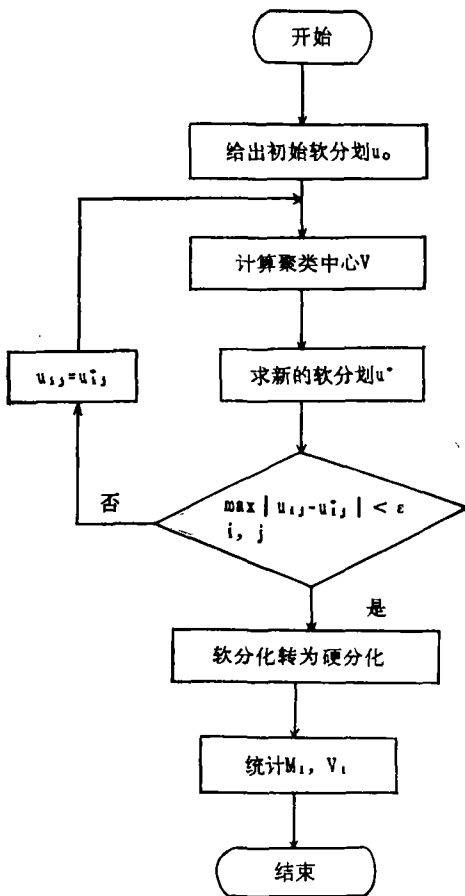 开始
给出初始软分划u₀
计算聚类中心V
uᵢⱼ=u*ᵢⱼ
求新的软分划u*
否
max|uᵢⱼ-u*ᵢⱼ| < ε
i, j
是
软分化转为硬分化
统计Mᵢ, Vᵢ
结束